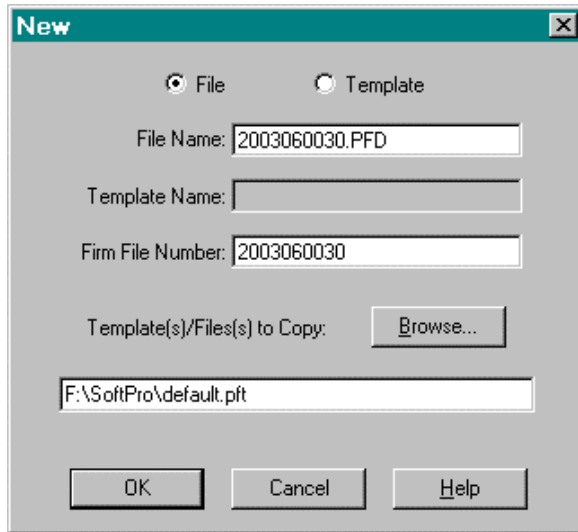 New
File Template
File Name: 2003060030.PFD
Template Name:
Firm File Number: 2003060030
Template(s)/Files(s) to Copy: Browse...
F:\SoftPro\default.pft
OK Cancel Help